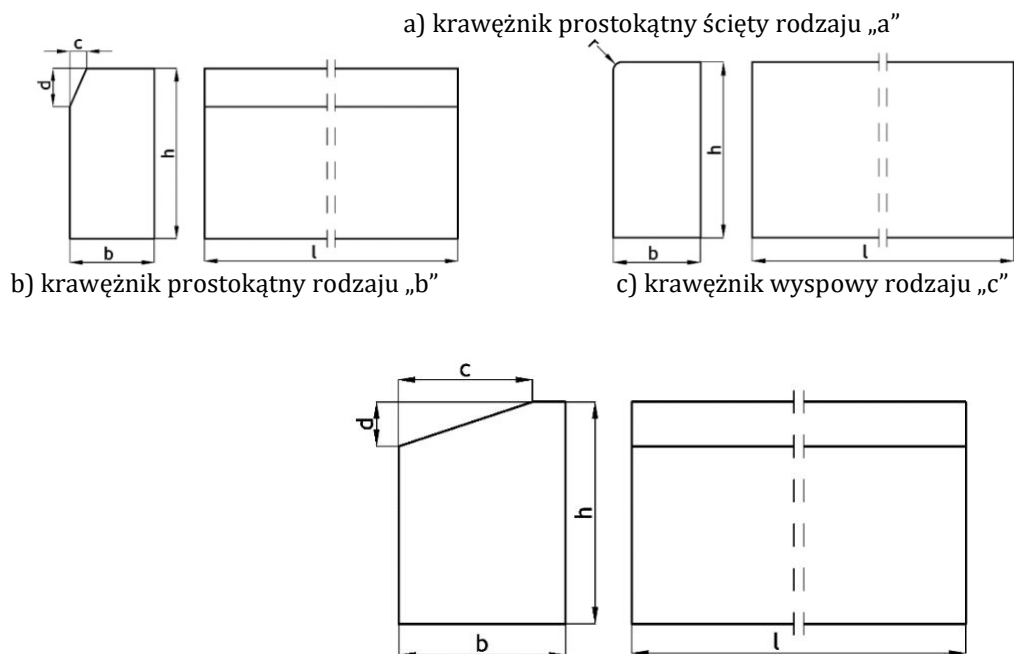 a) krawężnik prostokątny ścięty rodzaju „a”
c
d
h
b
l
r
h
b
l
b) krawężnik prostokątny rodzaju „b”
c) krawężnik wyspowy rodzaju „c”
c
d
h
b
l